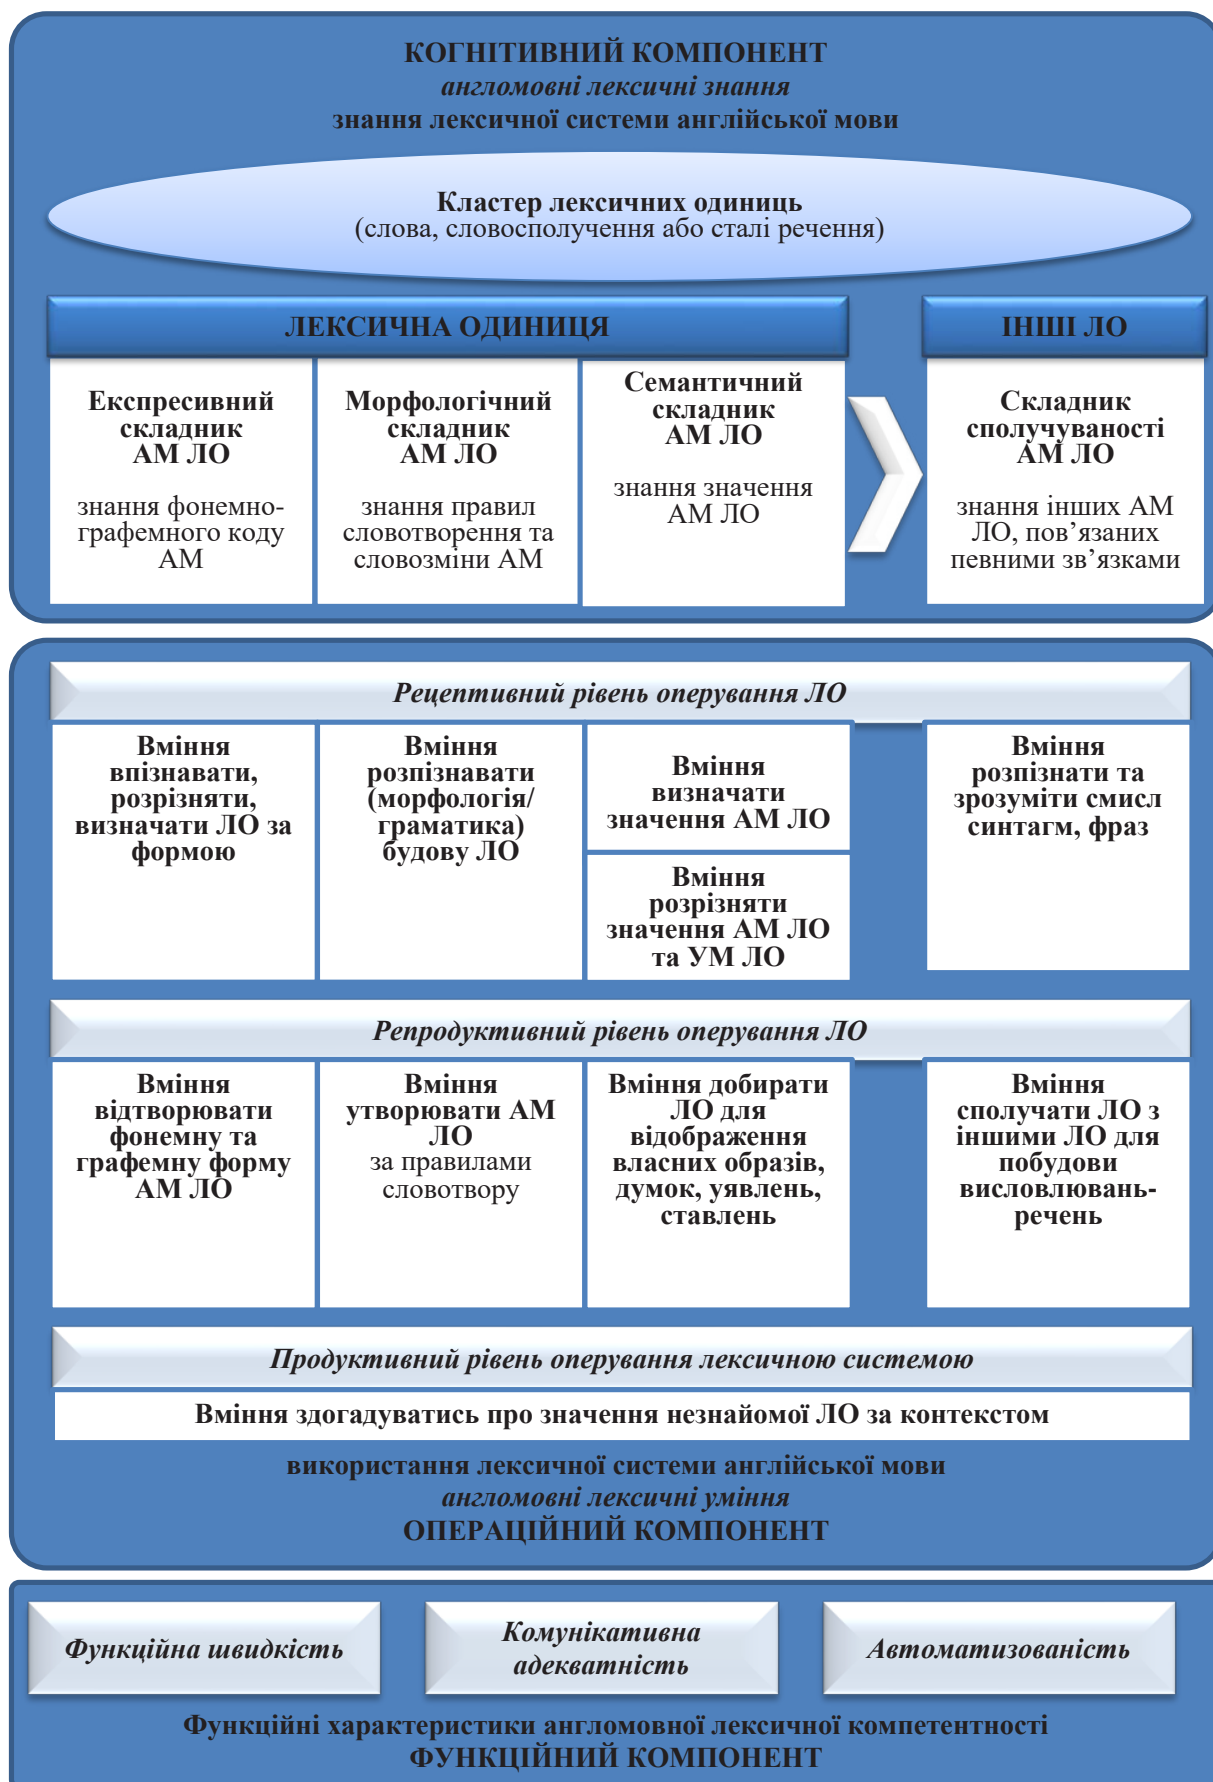 КОГНІТИВНИЙ КОМПОНЕНТ
англомовні лексичні знання
знання лексичної системи англійської мови
Кластер лексичних одиниць
(слова, словосполучення або сталі речення)
ЛЕКСИЧНА ОДИНИЦЯ
ІНШІ ЛО
Експресивний
складник
АМ ЛО
знання фонемно-
графемного коду
АМ
Морфологічний
складник
АМ ЛО
знання правил
словотворення та
словозміни АМ
Семантичний
складник
АМ ЛО
знання значення
АМ ЛО
Складник
сполучуваності
АМ ЛО
знання інших АМ
ЛО, пов’язаних
певними зв’язками
Рецептивний рівень оперування ЛО
Вміння
впізнавати,
розрізняти,
визначати ЛО за
формою
Вміння
розпізнавати
(морфологія/
граматика)
будову ЛО
Вміння
визначати
значення АМ ЛО
Вміння
розрізняти
значення АМ ЛО
та УМ ЛО
Вміння
розпізнати та
зрозуміти смисл
синтагм, фраз
Репродуктивний рівень оперування ЛО
Вміння
відтворювати
фонемну та
графемну форму
АМ ЛО
Вміння
утворювати АМ
ЛО
за правилами
словотвору
Вміння добирати
ЛО для
відображення
власних образів,
думок, уявлень,
ставлень
Вміння
сполучати ЛО з
іншими ЛО для
побудови
висловлювань-
речень
Продуктивний рівень оперування лексичною системою
Вміння здогадуватись про значення незнайомої ЛО за контекстом
використання лексичної системи англійської мови
англомовні лексичні уміння
ОПЕРАЦІЙНИЙ КОМПОНЕНТ
Функційна швидкість
Комунікативна
адекватність
Автоматизованість
Функційні характеристики англомовної лексичної компетентності
ФУНКЦІЙНИЙ КОМПОНЕНТ